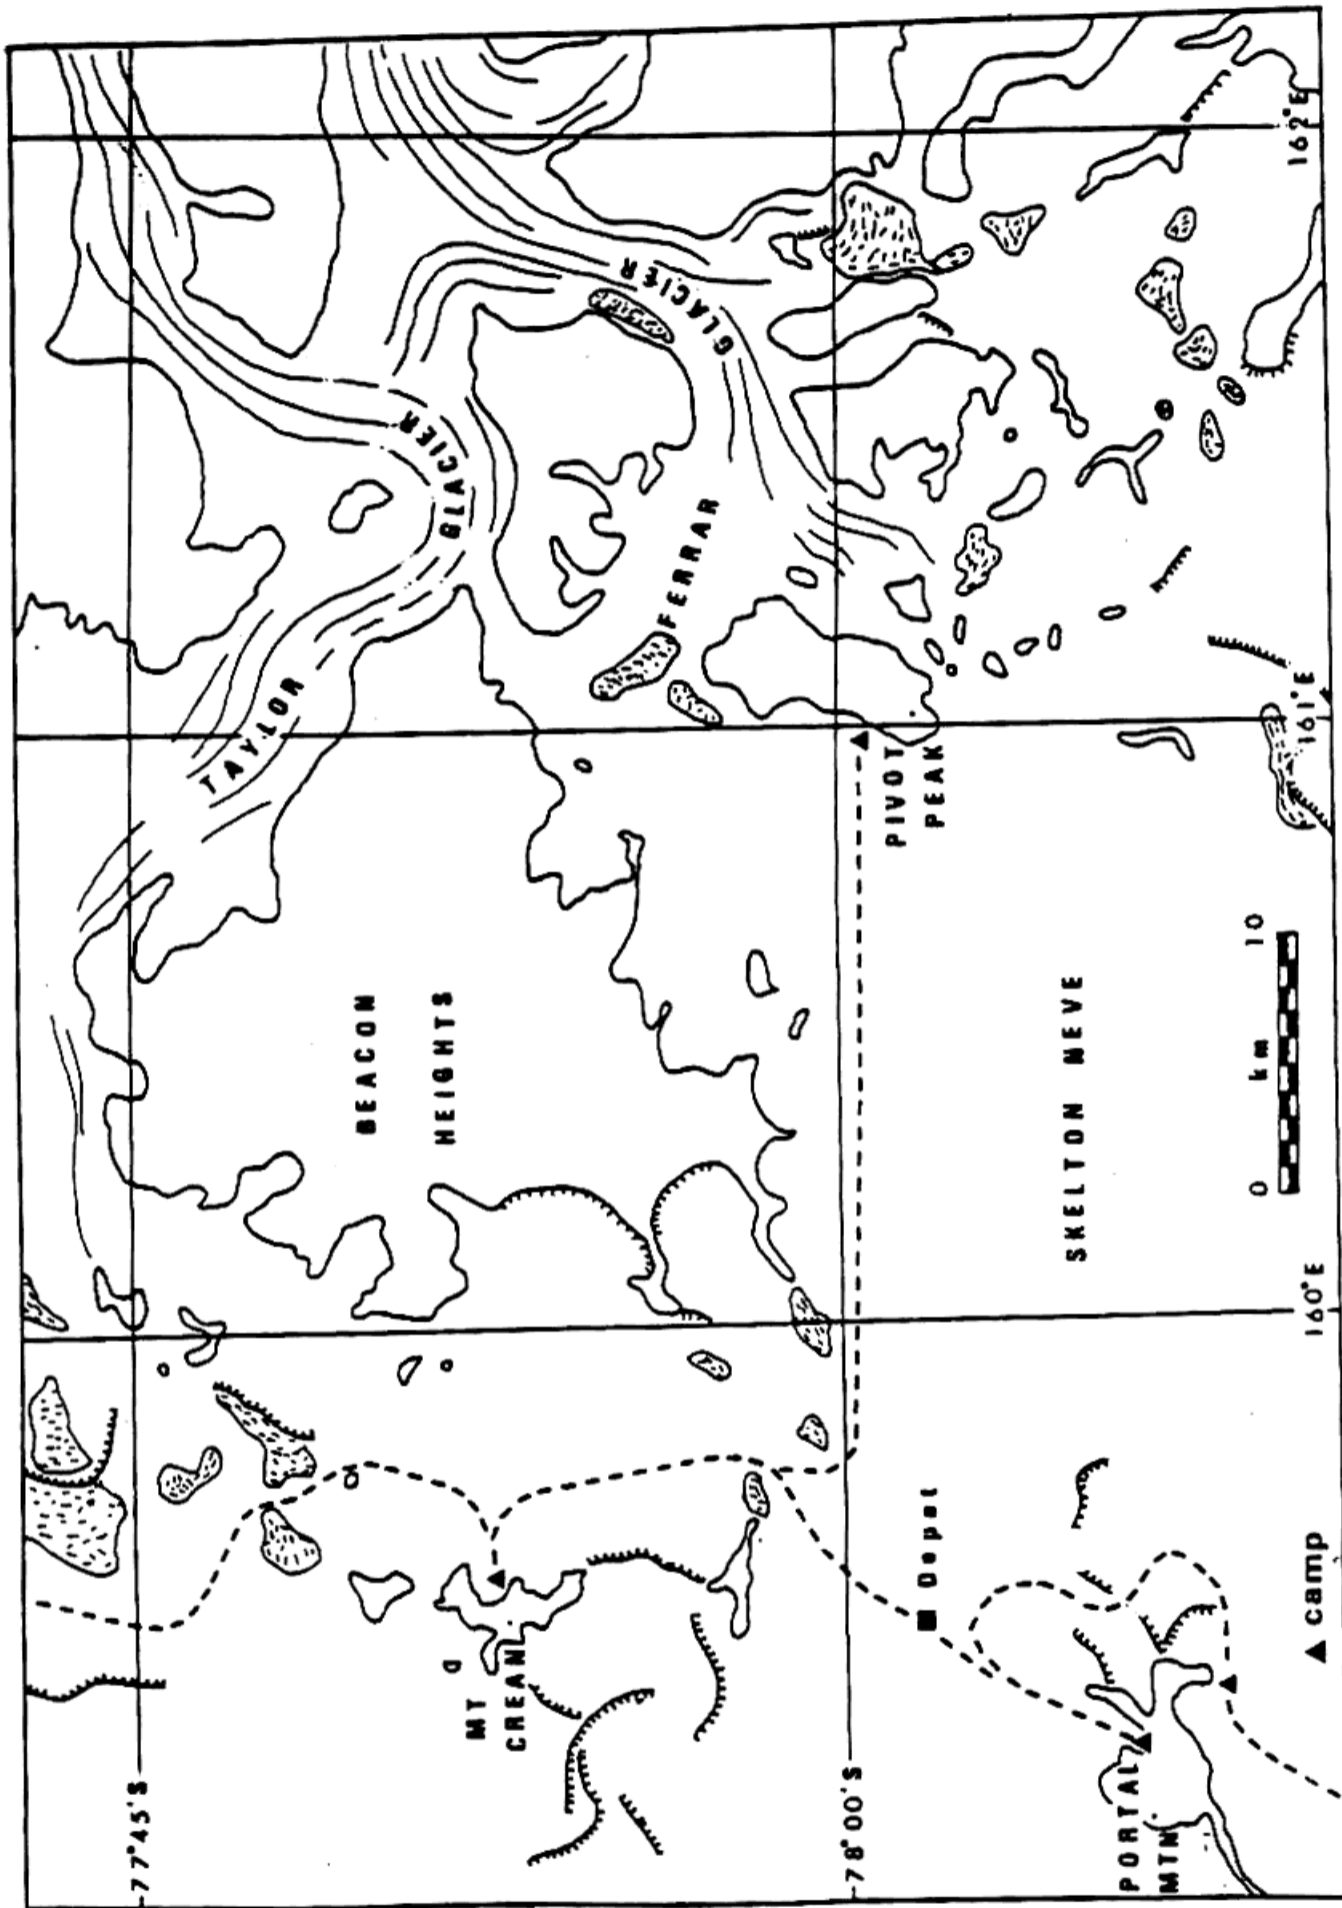 TAYLOR GLACIER
FERRAR GLACIER
BEACON
HEIGHTS
MT
CREAN
PIVOT
PEAK
SKELTON NEVE
Depot
PORTAL
MTN
77°45'S
78°00'S
160°E
161°E
162°E
0 km 10
▲ camp